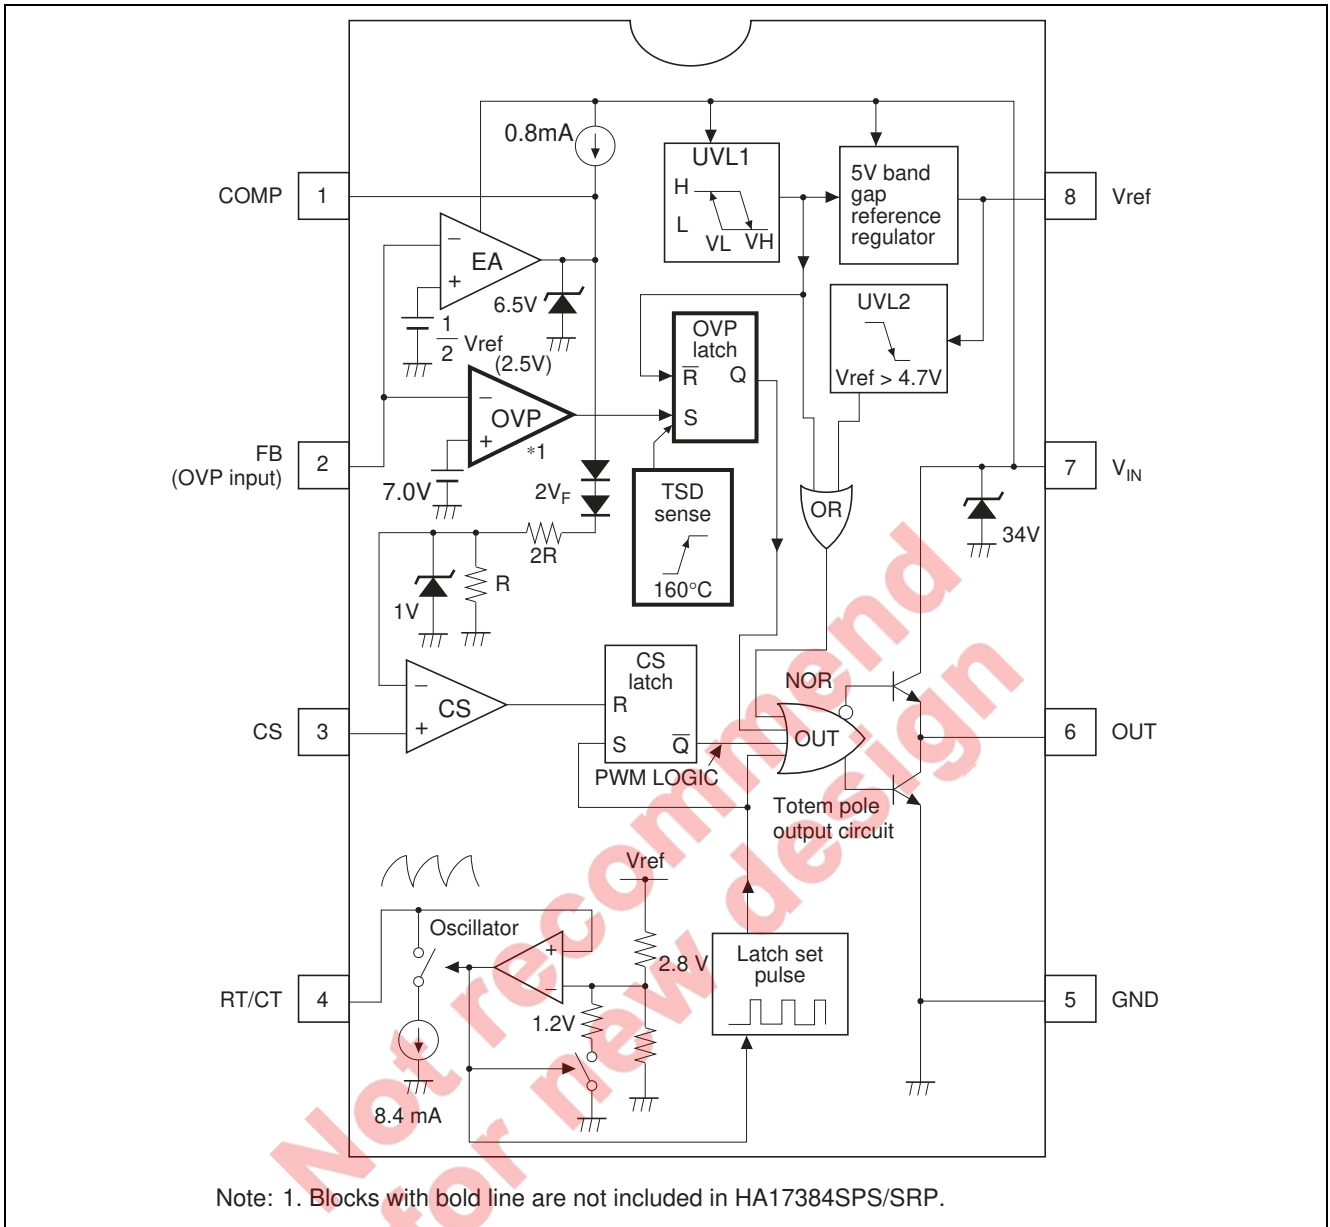 0.8mA
UVL1
H
L
VL VH
5V band
gap
reference
regulator
COMP 1
8 Vref
−
EA
+
6.5V
1
2
Vref
(2.5V)
OVP
latch
R Q
S
UVL2
Vref > 4.7V
−
OVP
+
*1
FB
(OVP input)
2
7 VIN
7.0V
2VF
TSD
sense
160°C
OR
34V
2R
R
1V
CS
latch
R
S Q
NOR
−
CS
+
CS 3
OUT
6 OUT
PWM LOGIC
Totem pole
output circuit
Vref
Oscillator
+
−
2.8 V
Latch set
pulse
RT/CT 4
5 GND
1.2V
8.4 mA
Not recommend
for new design
Note: 1. Blocks with bold line are not included in HA17384SPS/SRP.